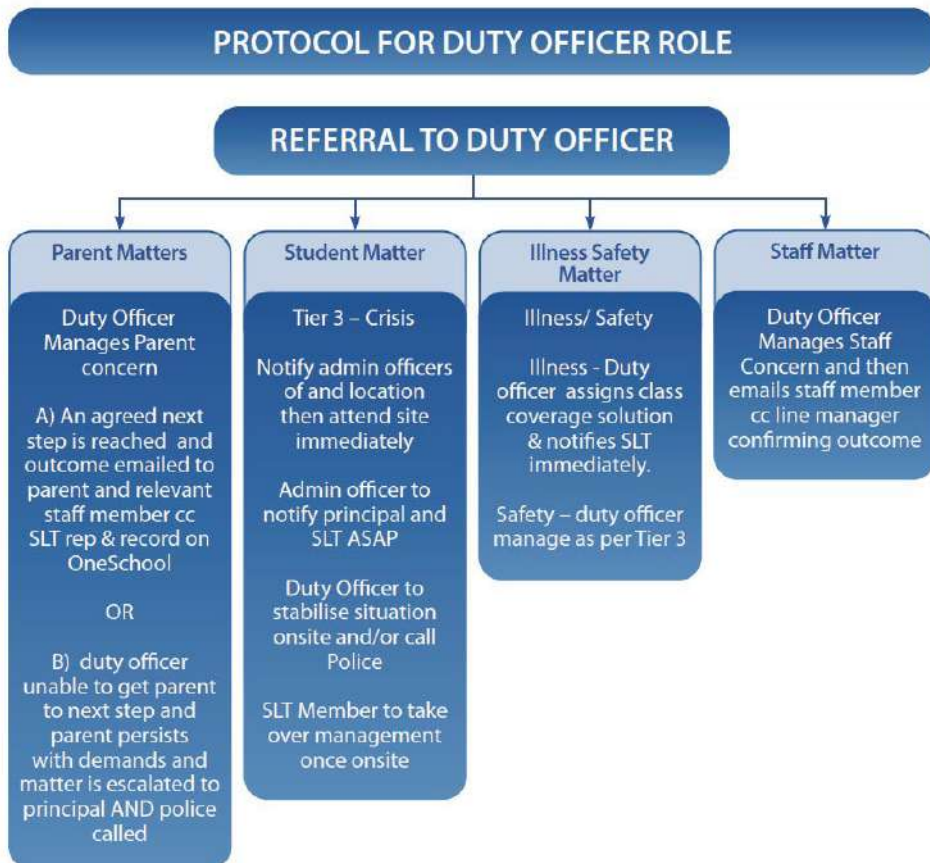 PROTOCOL FOR DUTY OFFICER ROLE
REFERRAL TO DUTY OFFICER
Parent Matters
Duty Officer
Manages Parent
concern
A) An agreed next
step is reached and
outcome emailed to
parent and relevant
staff member cc
SLT rep & record on
OneSchool
OR
B) duty officer
unable to get parent
to next step and
parent persists
with demands and
matter is escalated to
principal AND police
called
Student Matter
Tier 3 – Crisis
Notify admin officers
of and location
then attend site
immediately
Admin officer to
notify principal and
SLT ASAP
Duty Officer to
stabilise situation
onsite and/or call
Police
SLT Member to take
over management
once onsite
Illness Safety
Matter
Illness/ Safety
Illness - Duty
officer assigns class
coverage solution
& notifies SLT
immediately.
Safety – duty officer
manage as per Tier 3
Staff Matter
Duty Officer
Manages Staff
Concern and then
emails staff member
cc line manager
confirming outcome